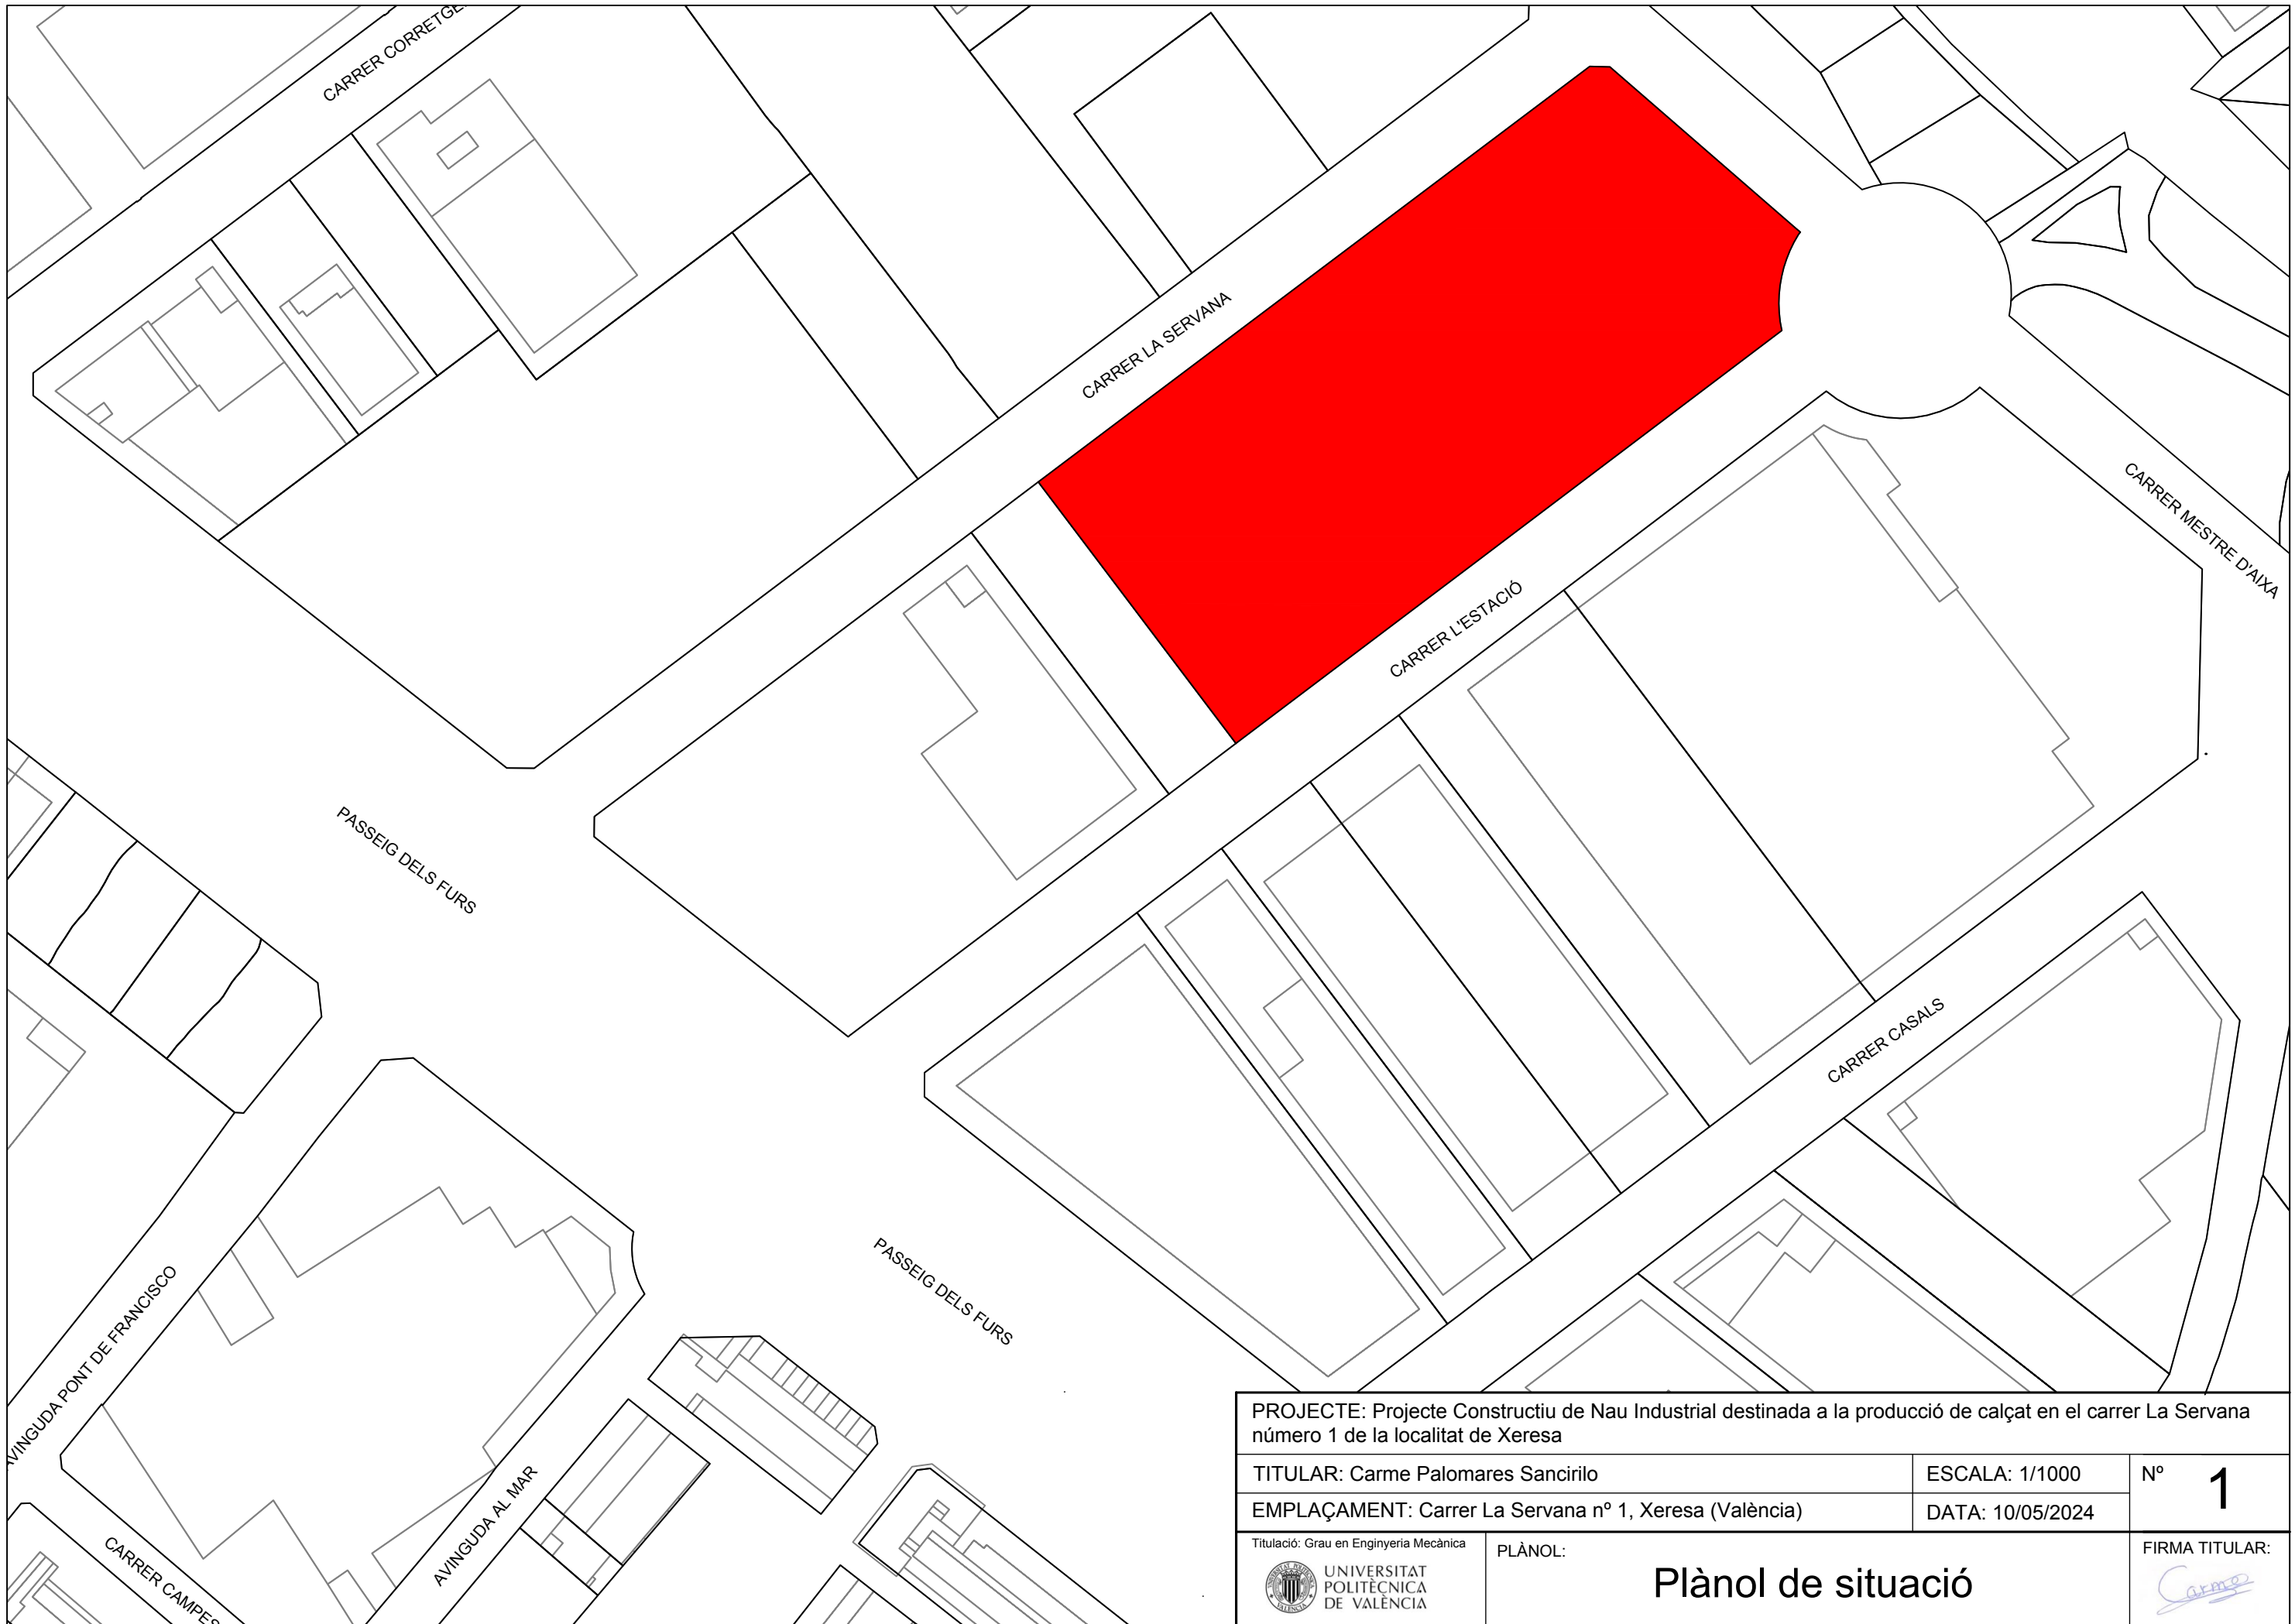 CARRER CORRETGE
CARRER LA SERVANA
CARRER L'ESTACIÓ
CARRER MESTRE D'AIXA
PASSEIG DELS FURS
CARRER CASALS
PASSEIG DELS FURS
AVINGUDA PONT DE FRANCISCO
AVINGUDA AL MAR
CARRER CAMPES
PROJECTE: Projecte Constructiu de Nau Industrial destinada a la producció de calçat en el carrer La Servana
número 1 de la localitat de Xeresa
TITULAR: Carme Palomares Sancirilo
ESCALA: 1/1000
Nº 1
EMPLAÇAMENT: Carrer La Servana nº 1, Xeresa (València)
DATA: 10/05/2024
Titulació: Grau en Enginyeria Mecànica
UNIVERSITAT
POLITÈCNICA
DE VALÈNCIA
PLÀNOL:
Plànol de situació
FIRMA TITULAR:
Carme